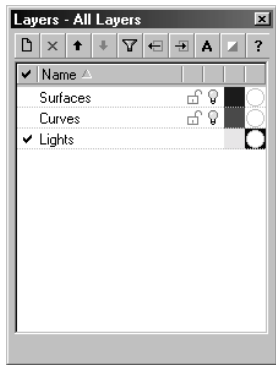 Layers - All Layers
A ?
Name
Surfaces
Curves
Lights